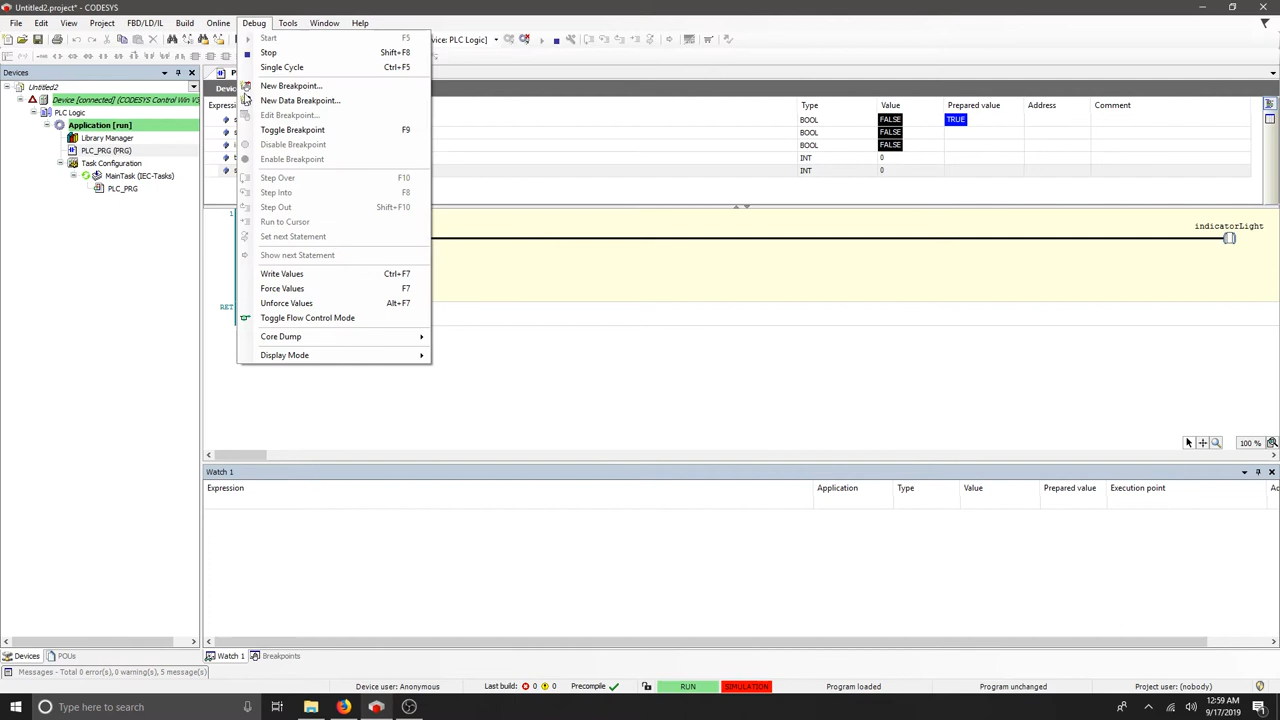 Untitled2.project* - CODESYS
File Edit View Project FBD/LD/IL Build Online Debug Tools Window Help
Device: PLC Logic]
Devices
Untitled2
Device [connected] (CODESYS Control Win V3
PLC Logic
Application [run]
Library Manager
PLC_PRG (PRG)
Task Configuration
MainTask (IEC-Tasks)
PLC_PRG
Start F5
Stop Shift+F8
Single Cycle Ctrl+F5
New Breakpoint...
New Data Breakpoint...
Edit Breakpoint...
Toggle Breakpoint F9
Disable Breakpoint
Enable Breakpoint
Step Over F10
Step Into F8
Step Out Shift+F10
Run to Cursor
Set next Statement
Show next Statement
Write Values Ctrl+F7
Force Values F7
Unforce Values Alt+F7
Toggle Flow Control Mode
Core Dump
Display Mode
Type Value Prepared value Address Comment
BOOL FALSE TRUE
BOOL FALSE
BOOL FALSE
INT 0
INT 0
1
indicatorLight
RET
100 %
Watch 1
Expression Application Type Value Prepared value Execution point
Devices POUs
Watch 1 Breakpoints
Messages - Total 0 error(s), 0 warning(s), 5 message(s)
Device user: Anonymous Last build: 0 0 Precompile RUN SIMULATION Program loaded Program unchanged Project user: (nobody)
Type here to search
12:59 AM
9/17/2019